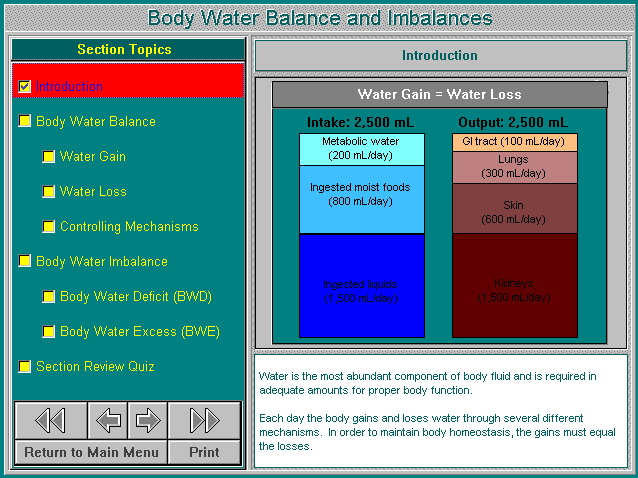 Body Water Balance and Imbalances
Section Topics
Introduction
Body Water Balance
Water Gain
Water Loss
Controlling Mechanisms
Body Water Imbalance
Body Water Deficit (BWD)
Body Water Excess (BWE)
Section Review Quiz
Return to Main Menu
Print
Introduction
Water Gain = Water Loss
Intake: 2,500 mL
Metabolic water
(200 mL/day)
Ingested moist foods
(800 mL/day)
Ingested liquids
(1,500 mL/day)
Output: 2,500 mL
GI tract (100 mL/day)
Lungs
(300 mL/day)
Skin
(600 mL/day)
Kidneys
(1,500 mL/day)
Water is the most abundant component of body fluid and is required in
adequate amounts for proper body function.
Each day the body gains and loses water through several different
mechanisms. In order to maintain body homeostasis, the gains must equal
the losses.